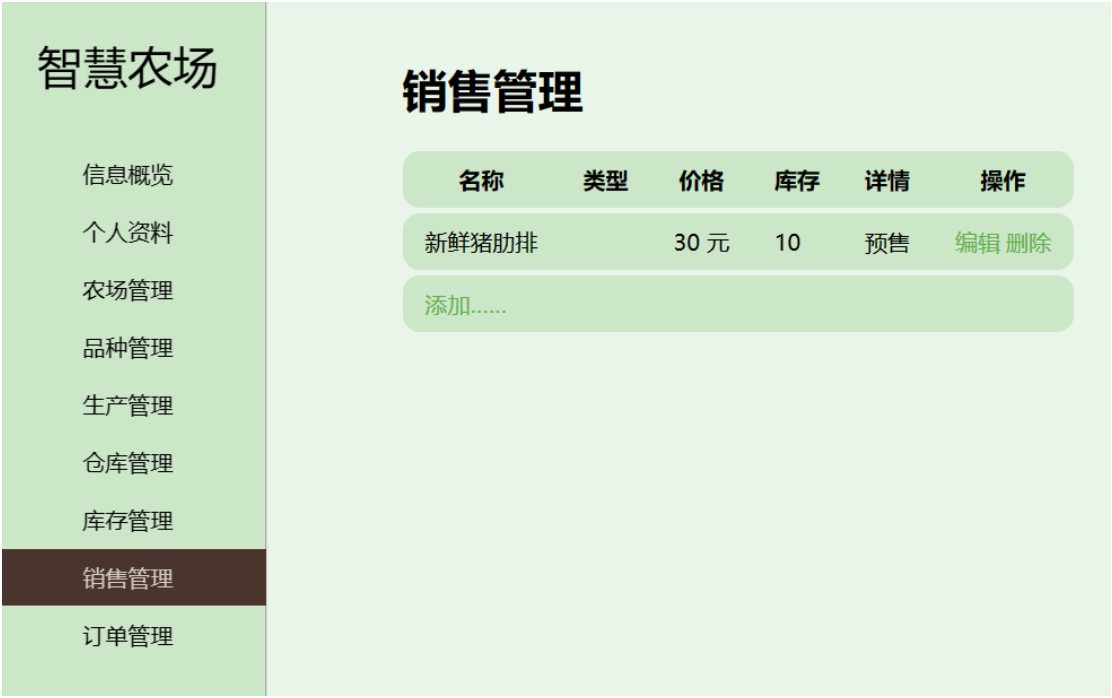 智慧农场
信息概览
个人资料
农场管理
品种管理
生产管理
仓库管理
库存管理
销售管理
订单管理
销售管理
名称 类型 价格 库存 详情 操作
新鲜猪肋排 30 元 10 预售 编辑 删除
添加......